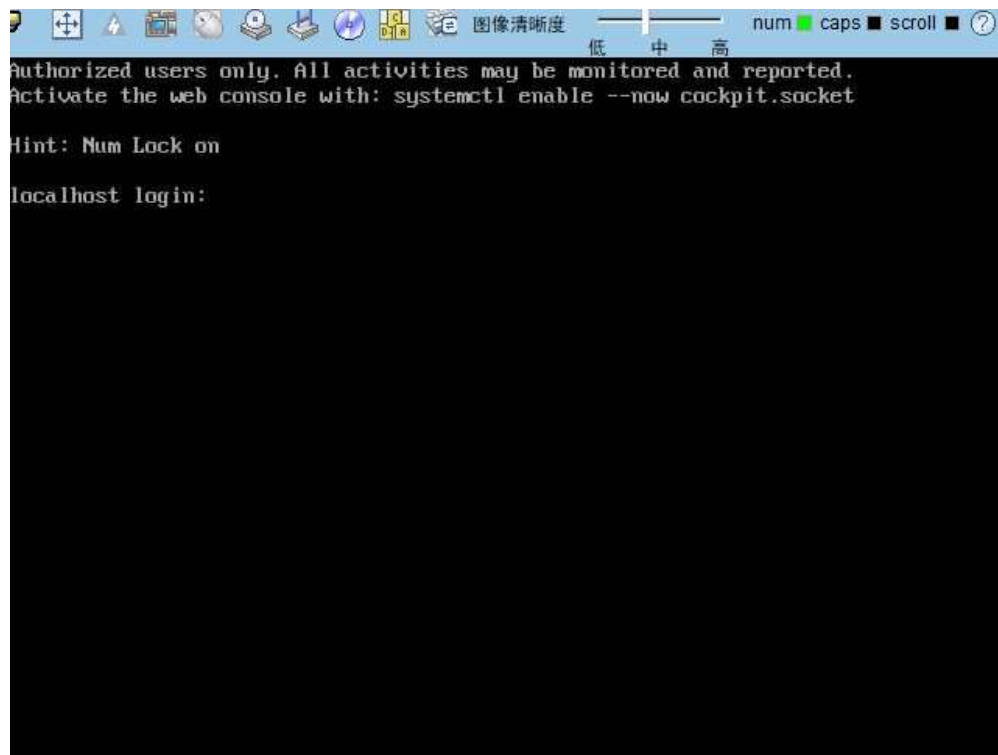 图像清晰度 低 中 高 num caps scroll ?
Authorized users only. All activities may be monitored and reported.
Activate the web console with: systemctl enable --now cockpit.socket
Hint: Num Lock on
localhost login: